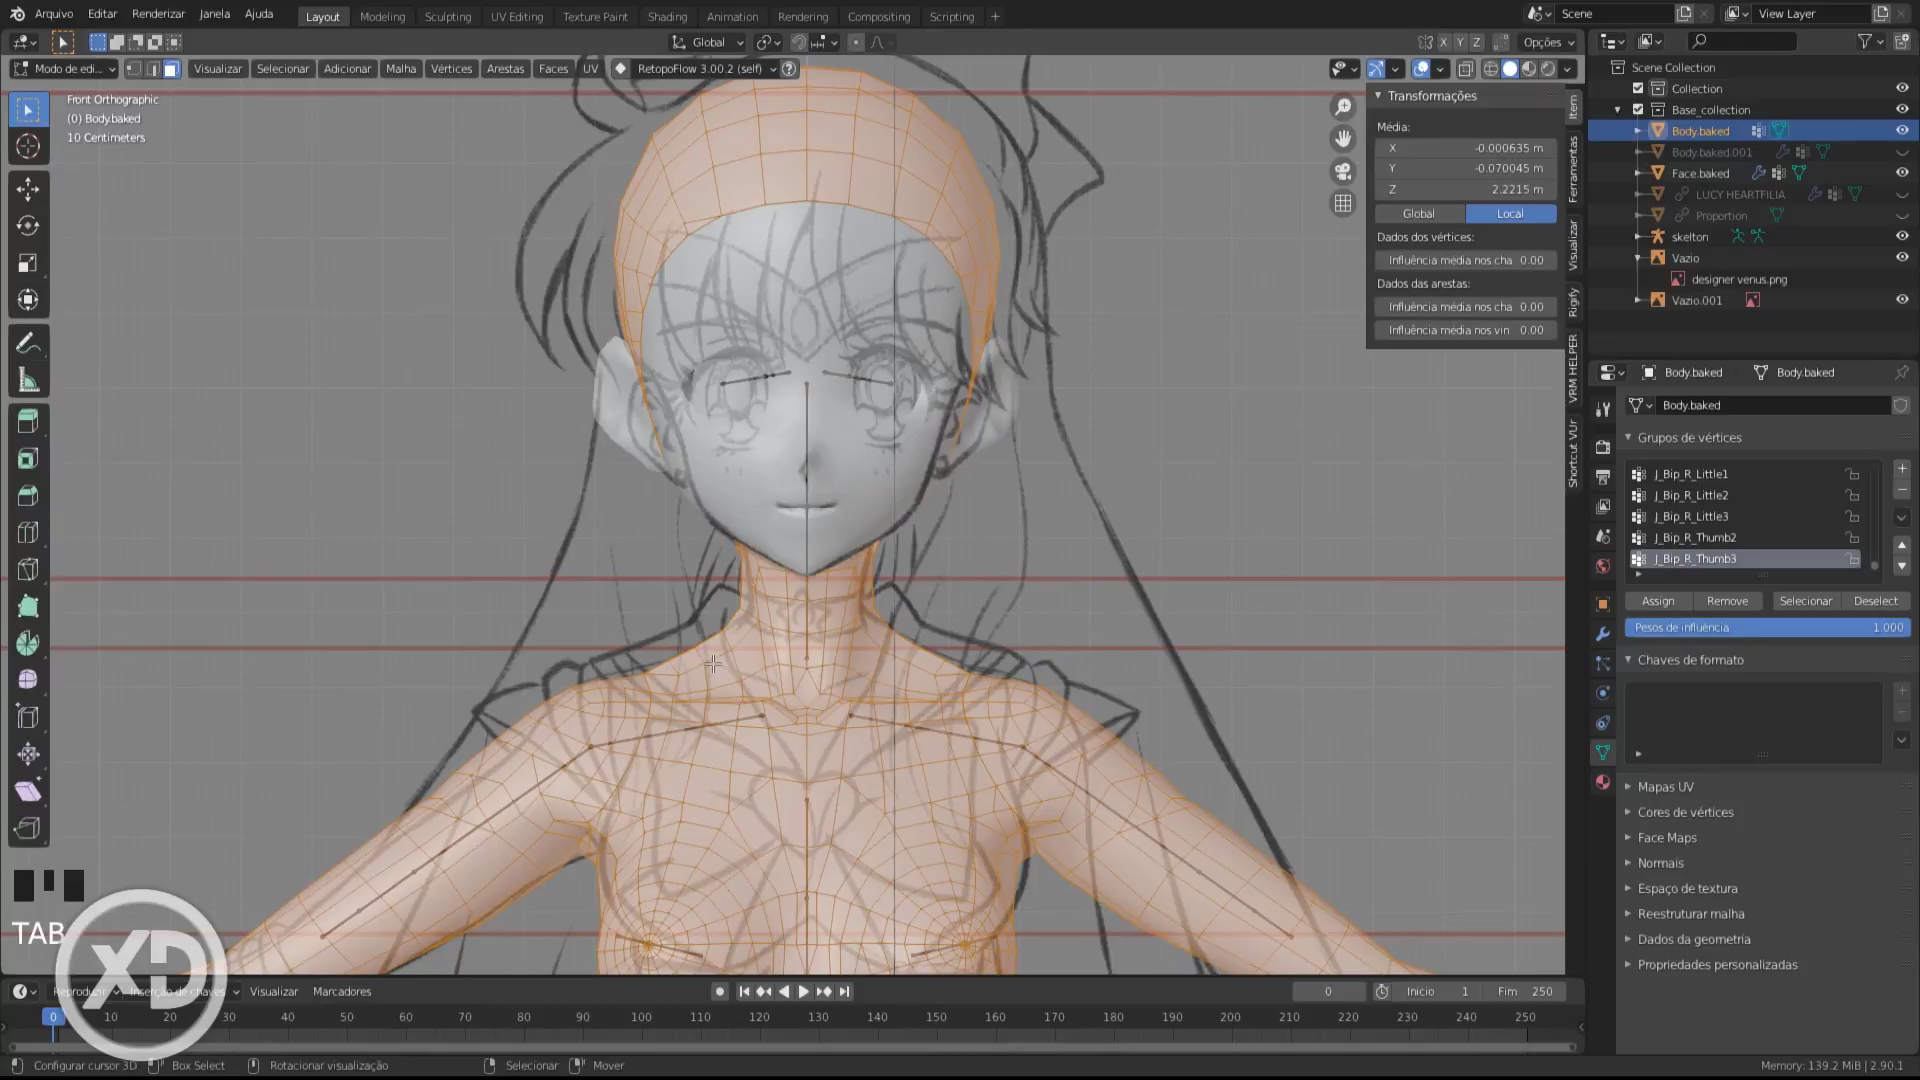 Arquivo Editar Renderizar Janela Ajuda Layout Modeling Sculpting UV Editing Texture Paint Shading Animation Rendering Compositing Scripting + Scene View Layer
Global Opções
X Y Z
Modo de edi... Visualizar Selecionar Adicionar Malha Vértices Arestas Faces UV RetopoFlow 3.00.2 (self)
Front Orthographic
(0) Body.baked
10 Centimeters
Transformações
Média:
X -0.000635 m
Y -0.070045 m
Z 2.2215 m
Global Local
Dados dos vértices:
Influência média nos cha 0.00
Dados das arestas:
Influência média nos cha 0.00
Influência média nos vin 0.00
Item
Ferramentas
Visualizar
Rigify
VRM HELPER
Shortcut VUr
Scene Collection
Collection
Base_collection
Body.baked
Body.baked.001
Face.baked
LUCY HEARTFILIA
Proportion
skelton
Vazio
designer venus.png
Vazio.001
Body.baked Body.baked
Body.baked
Grupos de vértices
J_Bip_R_Little1
J_Bip_R_Little2
J_Bip_R_Little3
J_Bip_R_Thumb2
J_Bip_R_Thumb3
Assign Remove Selecionar Deselect
Pesos de influência 1.000
Chaves de formato
Mapas UV
Cores de vértices
Face Maps
Normais
Espaço de textura
Reestruturar malha
Dados da geometria
Propriedades personalizadas
TAB
XD
Reproduzir Inserção de chaves Visualizar Marcadores 0 Início 1 Fim 250
0 10 20 30 40 50 60 70 80 90 100 110 120 130 140 150 160 170 180 190 200 210 220 230 240 250
Configurar cursor 3D Box Select Rotacionar visualização Selecionar Mover Memory: 139.2 MiB | 2.90.1